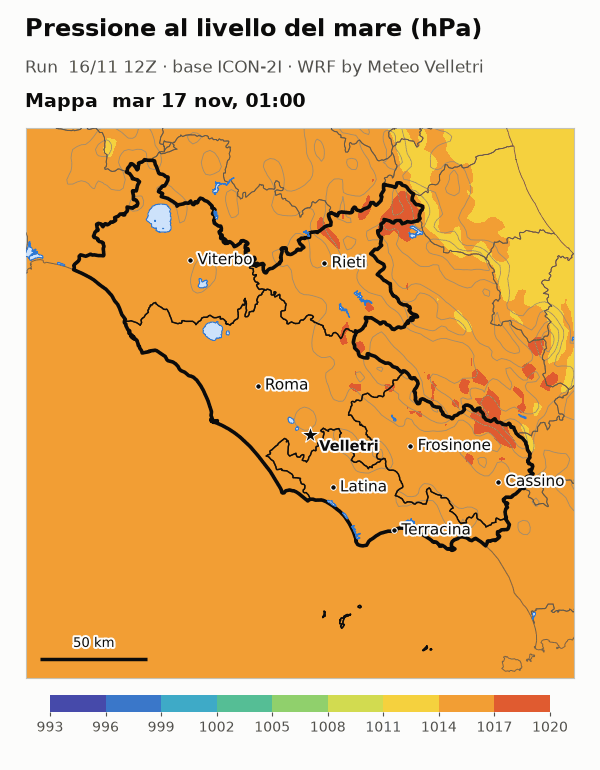 Pressione al livello del mare (hPa)
Run  16/11 12Z · base ICON-2I · WRF by Meteo Velletri
Mappa  mar 17 nov, 01:00
Viterbo
Rieti
Roma
Velletri
Frosinone
Cassino
Latina
Terracina
50 km
993 996 999 1002 1005 1008 1011 1014 1017 1020